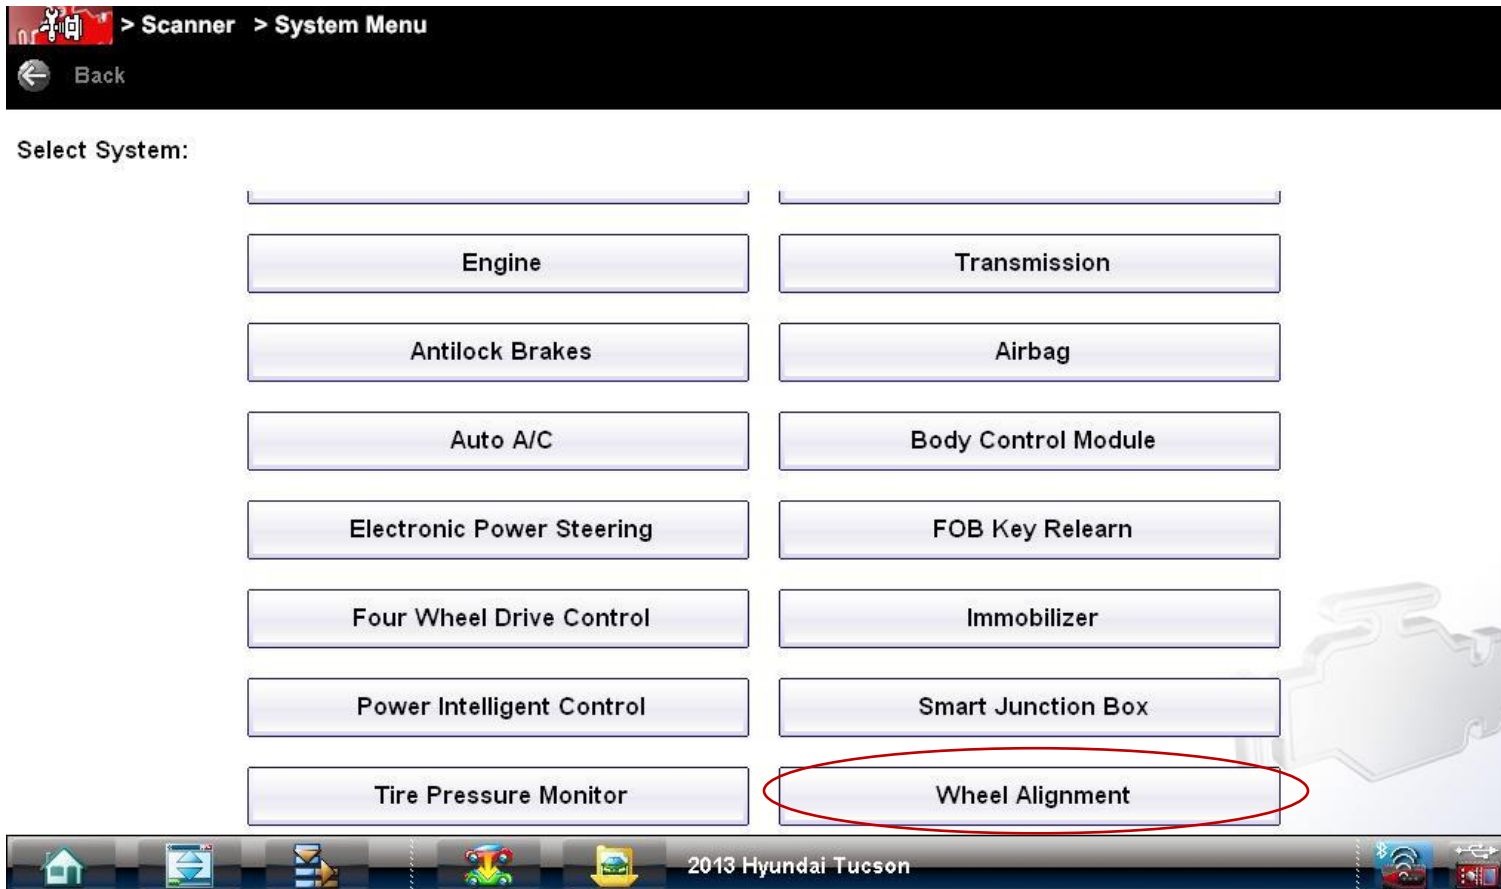 > Scanner > System Menu
Back
Select System:
Engine
Transmission
Antilock Brakes
Airbag
Auto A/C
Body Control Module
Electronic Power Steering
FOB Key Relearn
Four Wheel Drive Control
Immobilizer
Power Intelligent Control
Smart Junction Box
Tire Pressure Monitor
Wheel Alignment
2013 Hyundai Tucson